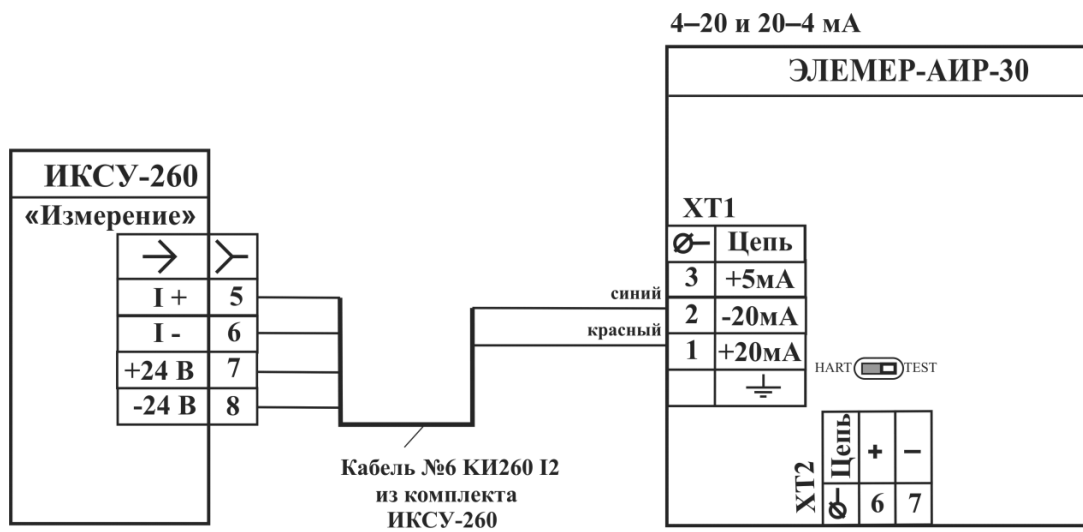 4–20 и 20–4 мА
ЭЛЕМЕР-АИР-30
ИКСУ-260
«Измерение»
I + 5
I - 6
+24 В 7
-24 В 8
синий
красный
XT1
Цепь
3 +5мА
2 -20мА
1 +20мА
HART TEST
Кабель №6 КИ260 I2
из комплекта
ИКСУ-260
XT2
Цепь + −
6 7